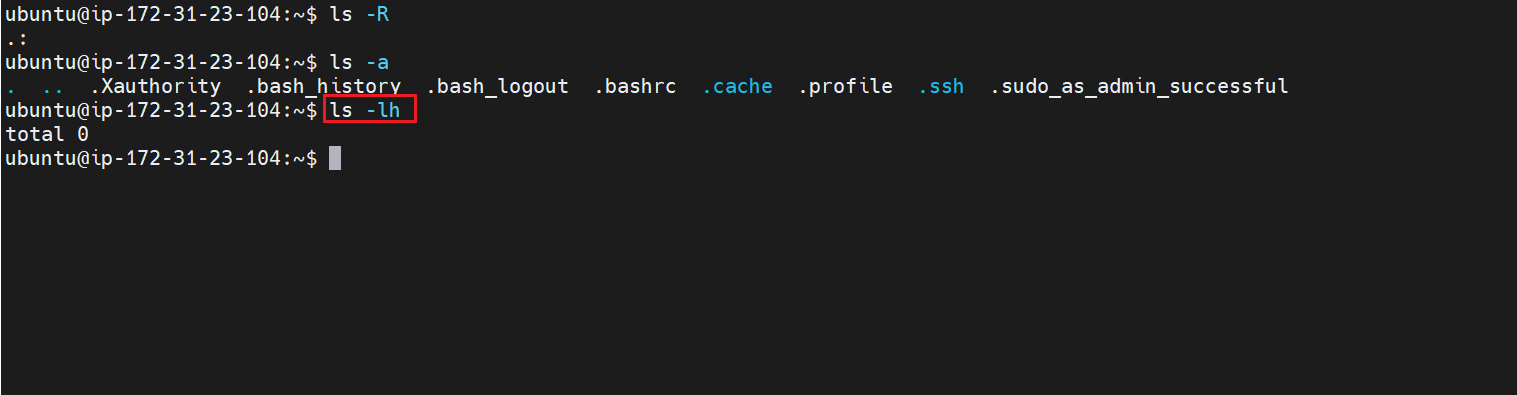 ubuntu@ip-172-31-23-104:~$ ls -R
.:
ubuntu@ip-172-31-23-104:~$ ls -a
.  ..  .Xauthority  .bash_history  .bash_logout  .bashrc  .cache  .profile  .ssh  .sudo_as_admin_successful
ubuntu@ip-172-31-23-104:~$ ls -lh
total 0
ubuntu@ip-172-31-23-104:~$